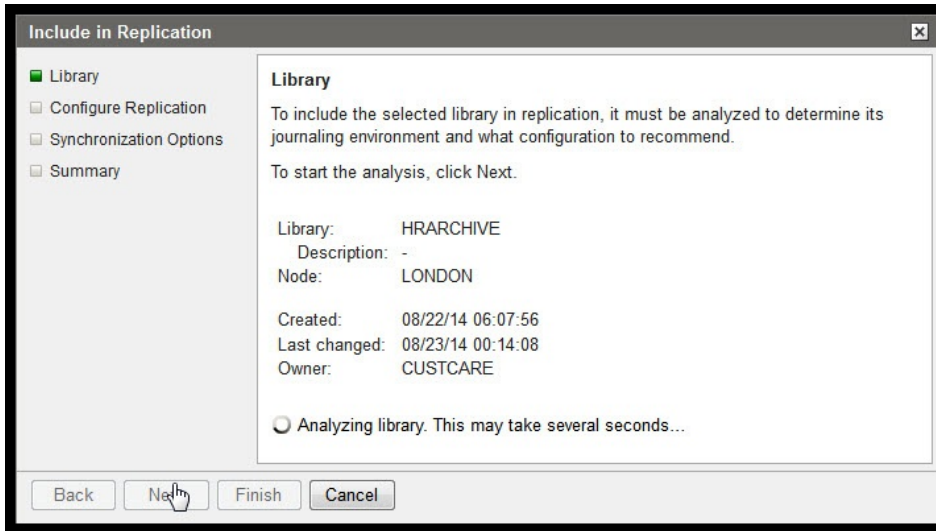 Include in Replication
Library
Configure Replication
Synchronization Options
Summary
Library
To include the selected library in replication, it must be analyzed to determine its
journaling environment and what configuration to recommend.
To start the analysis, click Next.
Library: HRARCHIVE
Description: -
Node: LONDON
Created: 08/22/14 06:07:56
Last changed: 08/23/14 00:14:08
Owner: CUSTCARE
Analyzing library. This may take several seconds...
Back Finish Cancel